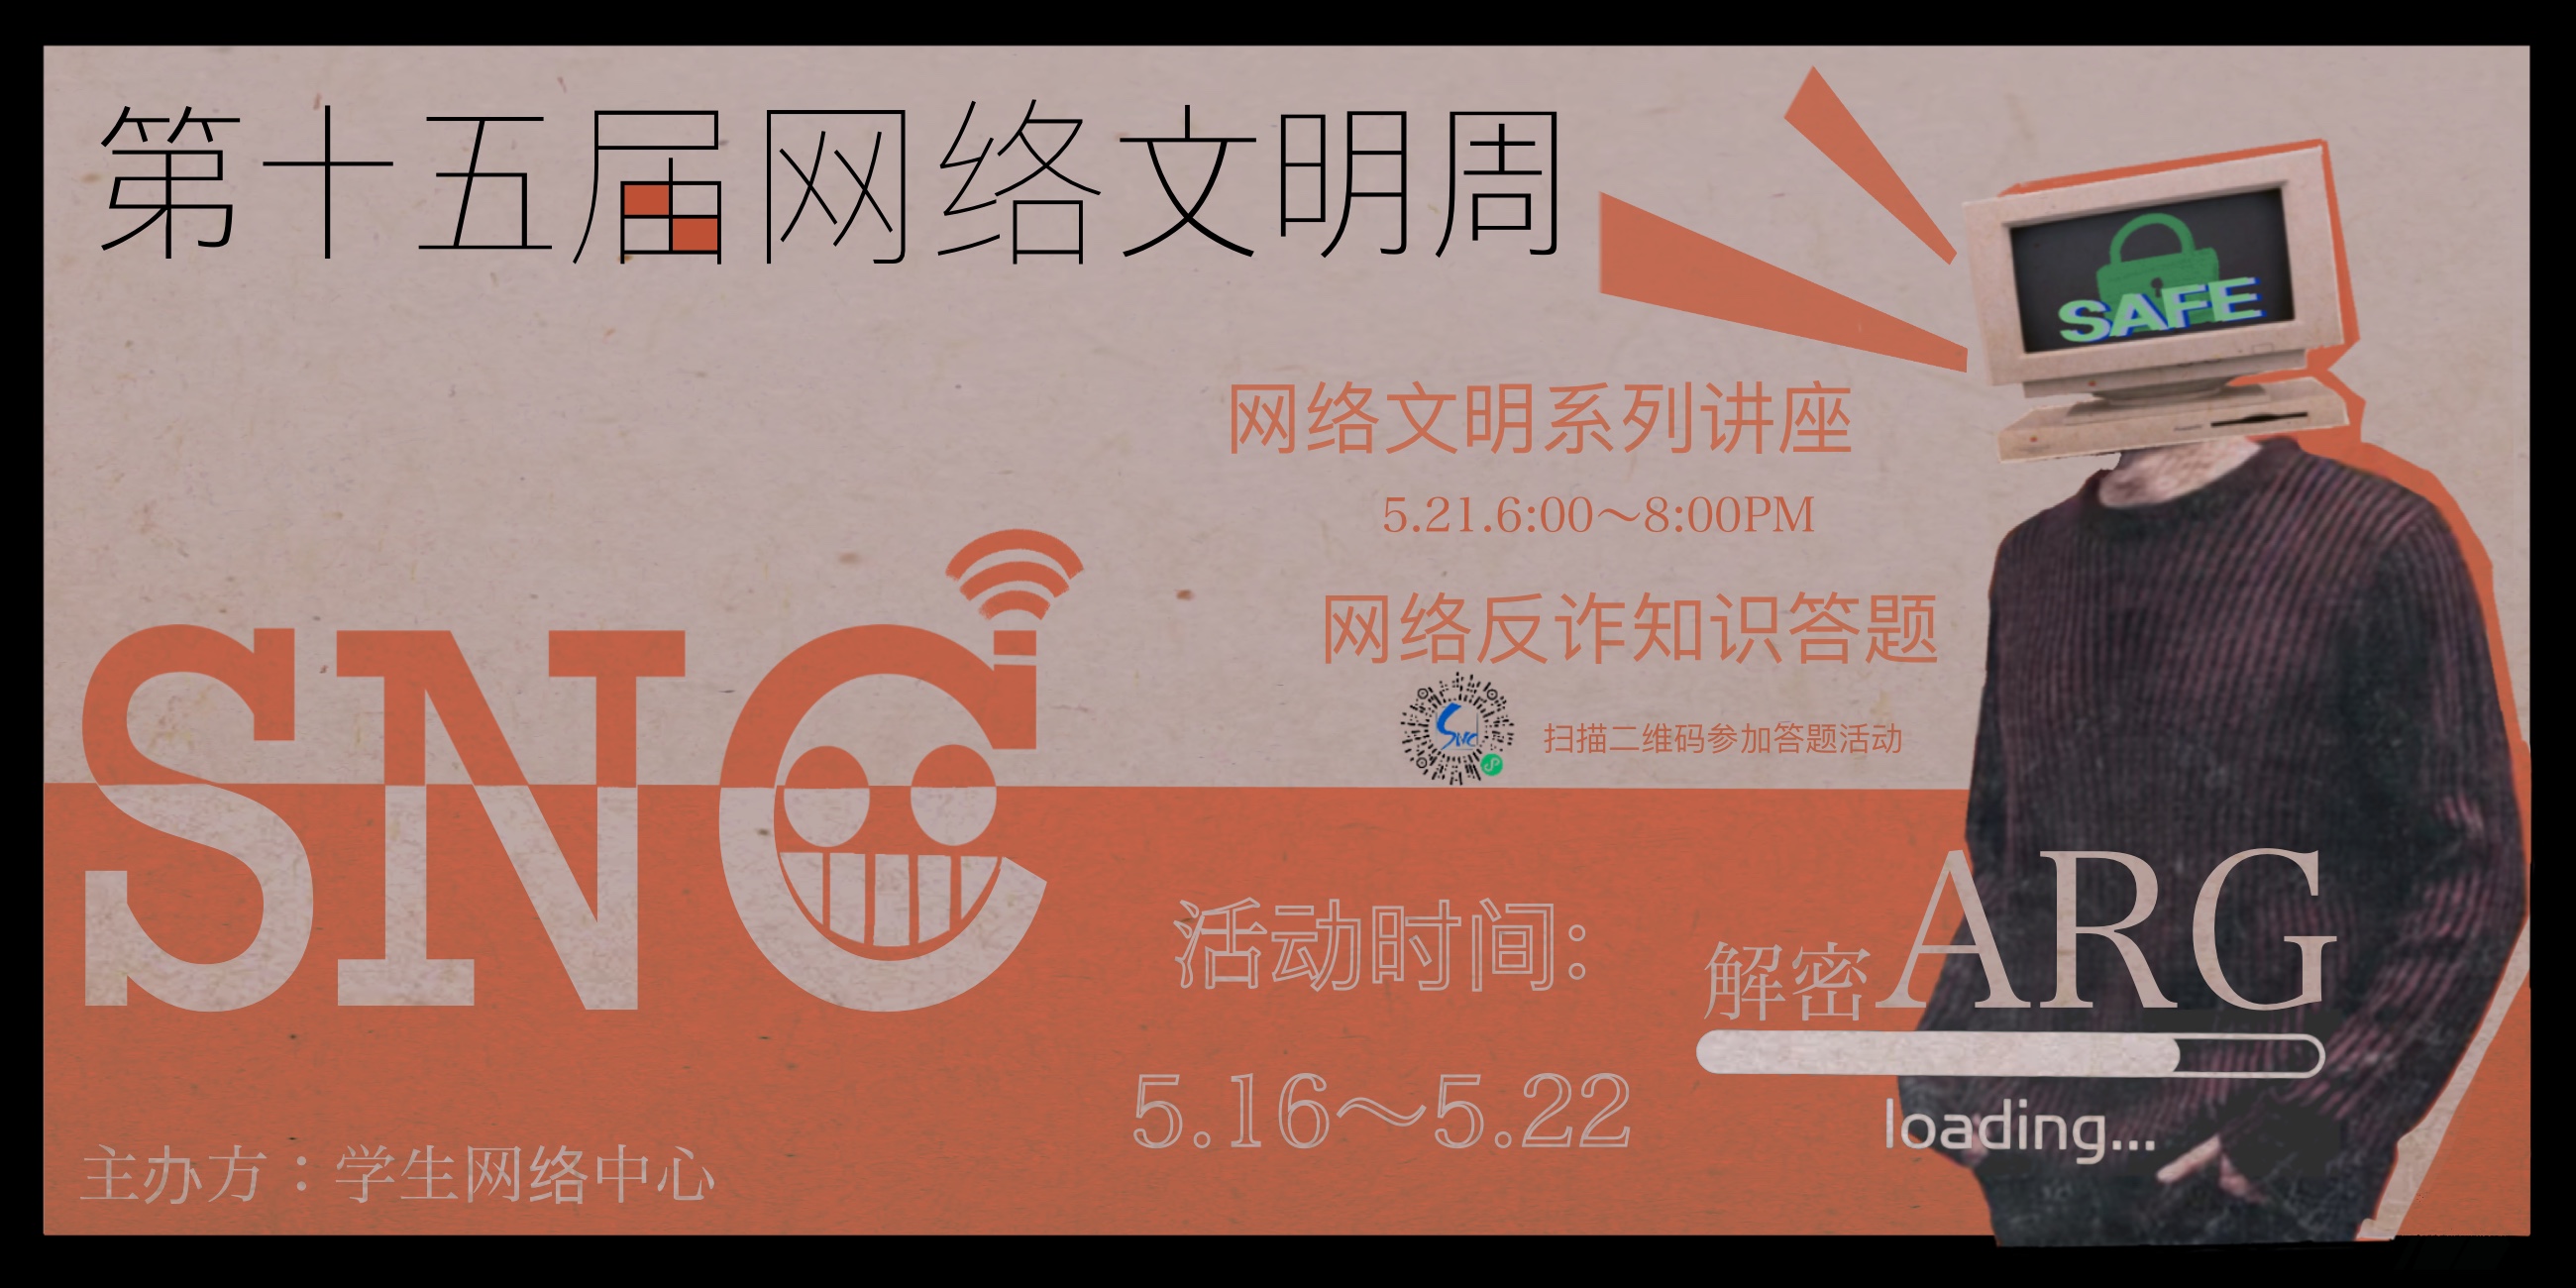 第十五届网络文明周
SAFE
网络文明系列讲座
5.21.6:00～8:00PM
网络反诈知识答题
Snc
扫描二维码参加答题活动
SNC
活动时间:
5.16～5.22
解密ARG
loading...
主办方：学生网络中心